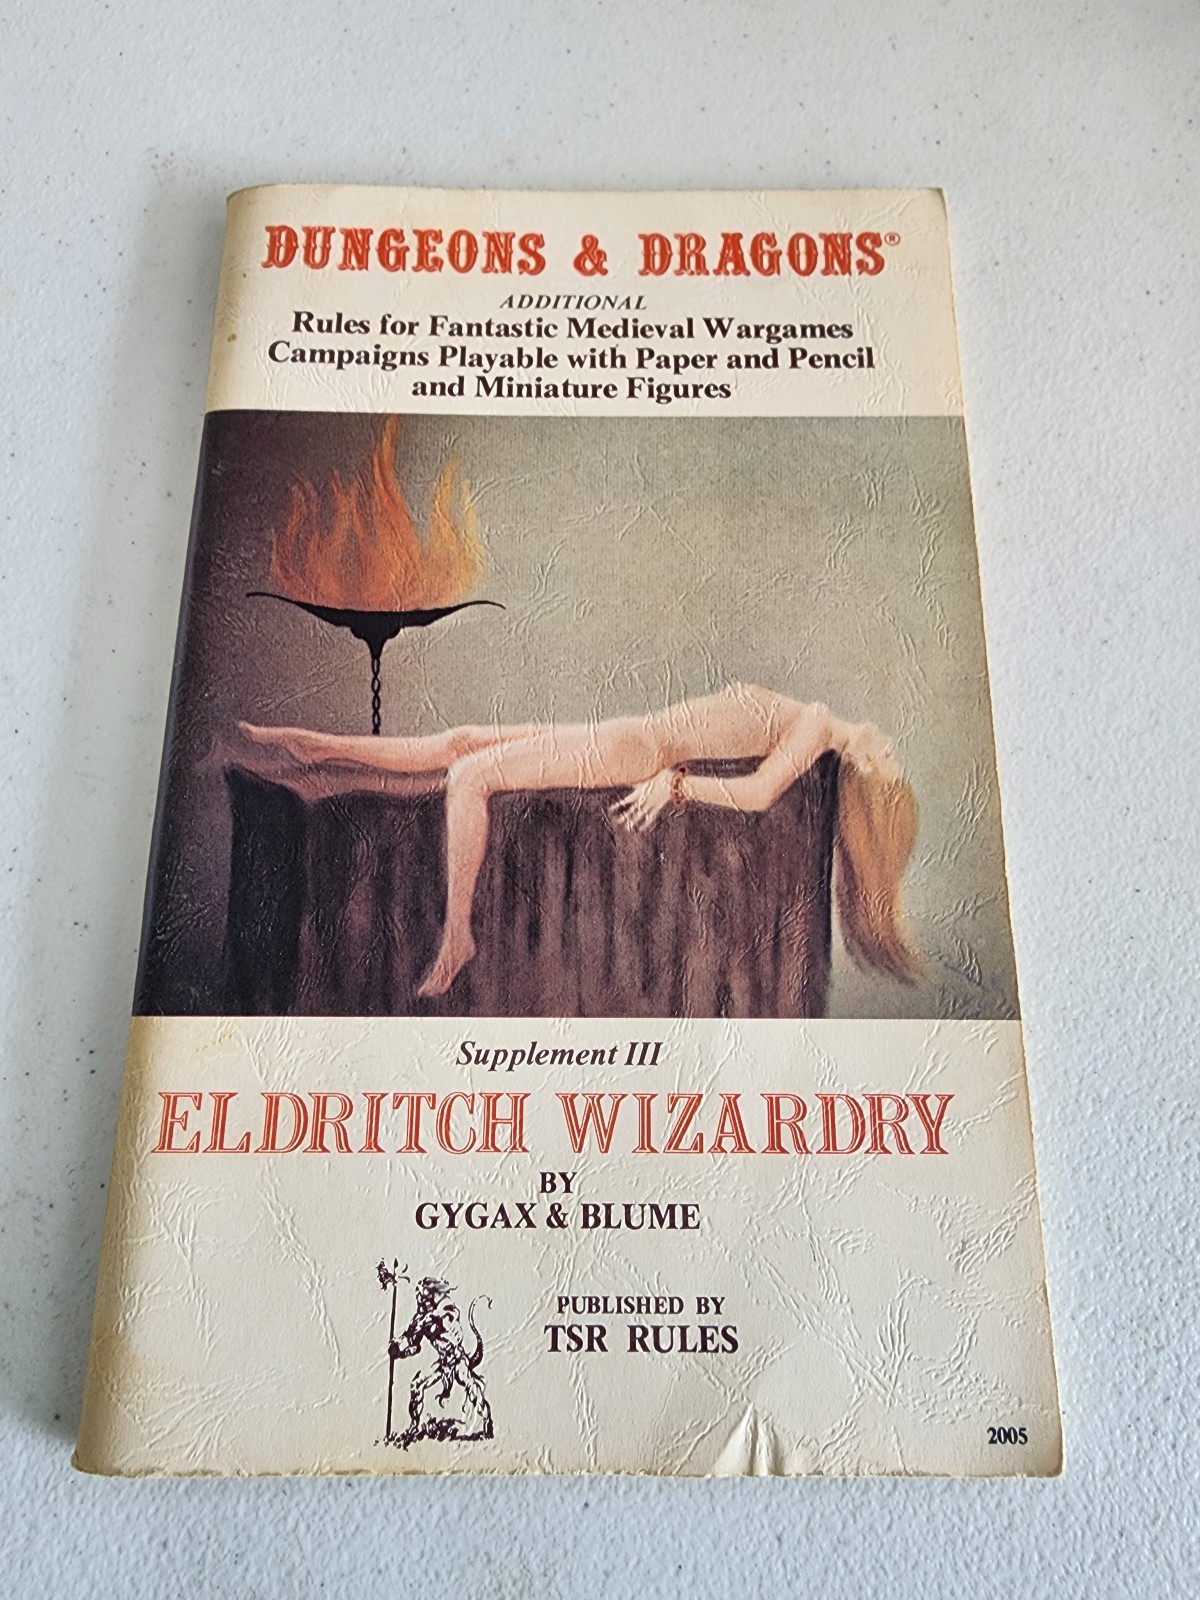 DUNGEONS & DRAGONS®
ADDITIONAL
Rules for Fantastic Medieval Wargames
Campaigns Playable with Paper and Pencil
and Miniature Figures
Supplement III
ELDRITCH WIZARDRY
BY
GYGAX & BLUME
PUBLISHED BY
TSR RULES
2005